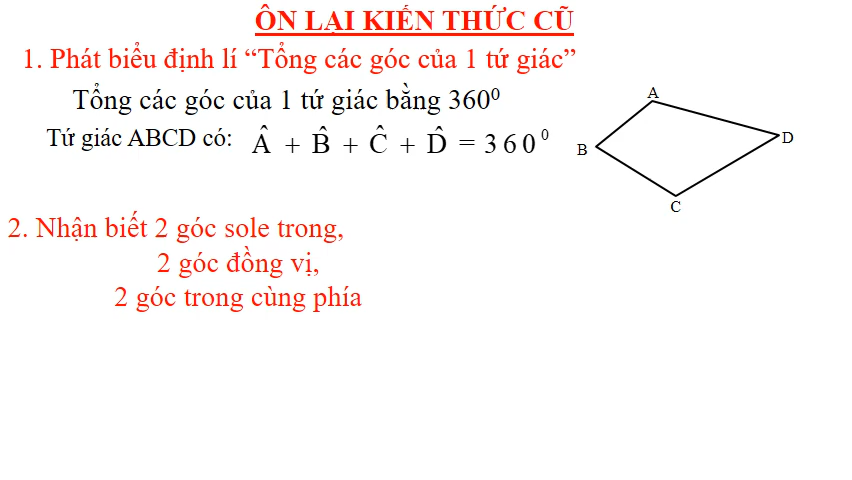 ÔN LẠI KIẾN THỨC CŨ
1. Phát biểu định lí “Tổng các góc của 1 tứ giác”
Tổng các góc của 1 tứ giác bằng 360⁰
Tứ giác ABCD có: Â + B̂ + Ĉ + D̂ = 360⁰
A
B
D
C
2. Nhận biết 2 góc sole trong,
2 góc đồng vị,
2 góc trong cùng phía